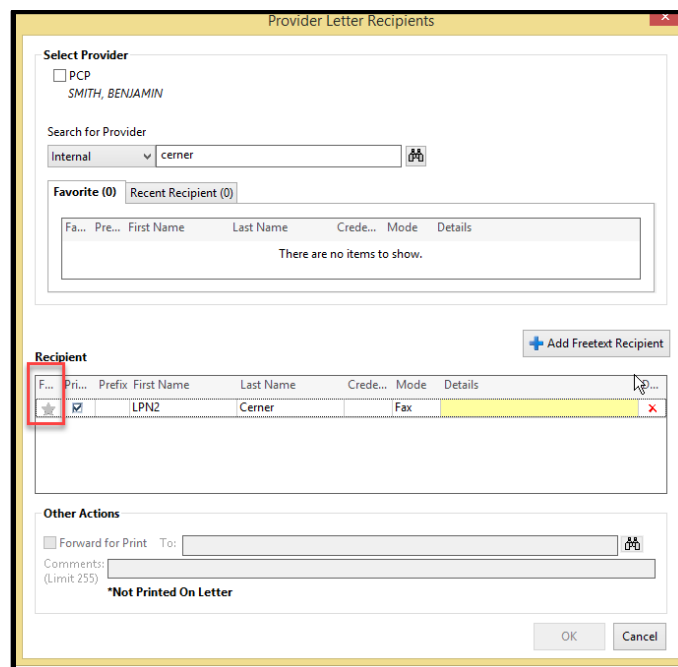 Provider Letter Recipients
Select Provider
PCP
SMITH, BENJAMIN
Search for Provider
Internal cerner
Favorite (0) Recent Recipient (0)
Fa... Pre... First Name Last Name Crede... Mode Details
There are no items to show.
Add Freetext Recipient
Recipient
F... Pri... Prefix First Name Last Name Crede... Mode Details D...
LPN2 Cerner Fax
Other Actions
Forward for Print To:
Comments:
(Limit 255)
*Not Printed On Letter
OK Cancel